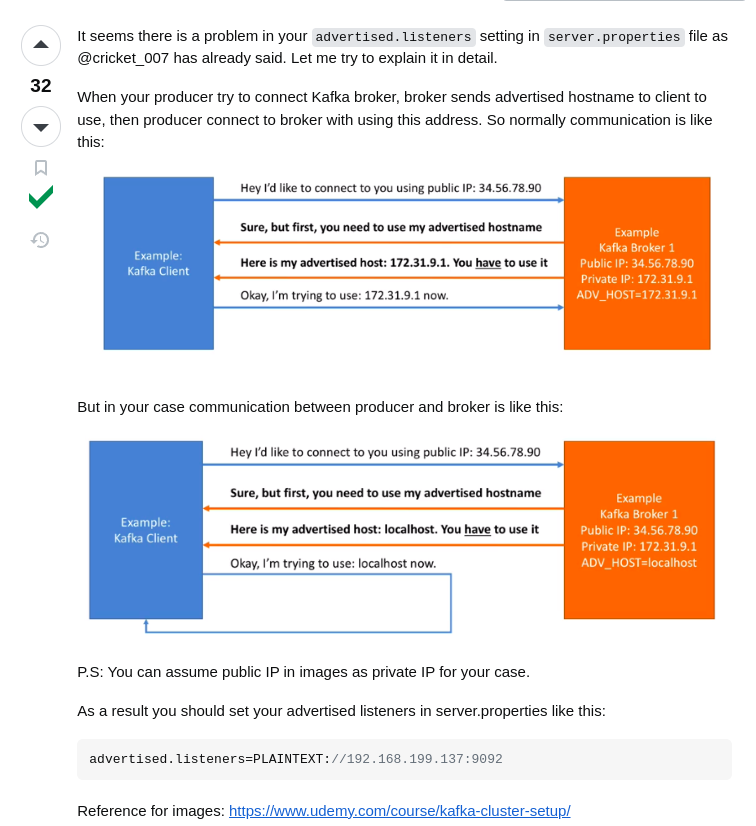 It seems there is a problem in your advertised.listeners setting in server.properties file as
@cricket_007 has already said. Let me try to explain it in detail.
32
When your producer try to connect Kafka broker, broker sends advertised hostname to client to
use, then producer connect to broker with using this address. So normally communication is like
this:
Hey I'd like to connect to you using public IP: 34.56.78.90
Sure, but first, you need to use my advertised hostname
Here is my advertised host: 172.31.9.1. You have to use it
Okay, I'm trying to use: 172.31.9.1 now.
Example:
Kafka Client
Example
Kafka Broker 1
Public IP: 34.56.78.90
Private IP: 172.31.9.1
ADV_HOST=172.31.9.1
But in your case communication between producer and broker is like this:
Hey I'd like to connect to you using public IP: 34.56.78.90
Sure, but first, you need to use my advertised hostname
Here is my advertised host: localhost. You have to use it
Okay, I'm trying to use: localhost now.
Example:
Kafka Client
Example
Kafka Broker 1
Public IP: 34.56.78.90
Private IP: 172.31.9.1
ADV_HOST=localhost
P.S: You can assume public IP in images as private IP for your case.
As a result you should set your advertised listeners in server.properties like this:
advertised.listeners=PLAINTEXT://192.168.199.137:9092
Reference for images: https://www.udemy.com/course/kafka-cluster-setup/